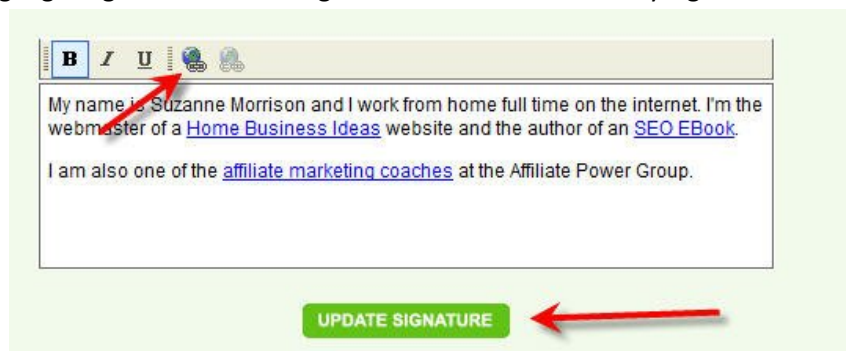 B I U
My name is Suzanne Morrison and I work from home full time on the internet. I'm the
webmaster of a Home Business Ideas website and the author of an SEO EBook.
I am also one of the affiliate marketing coaches at the Affiliate Power Group.
UPDATE SIGNATURE